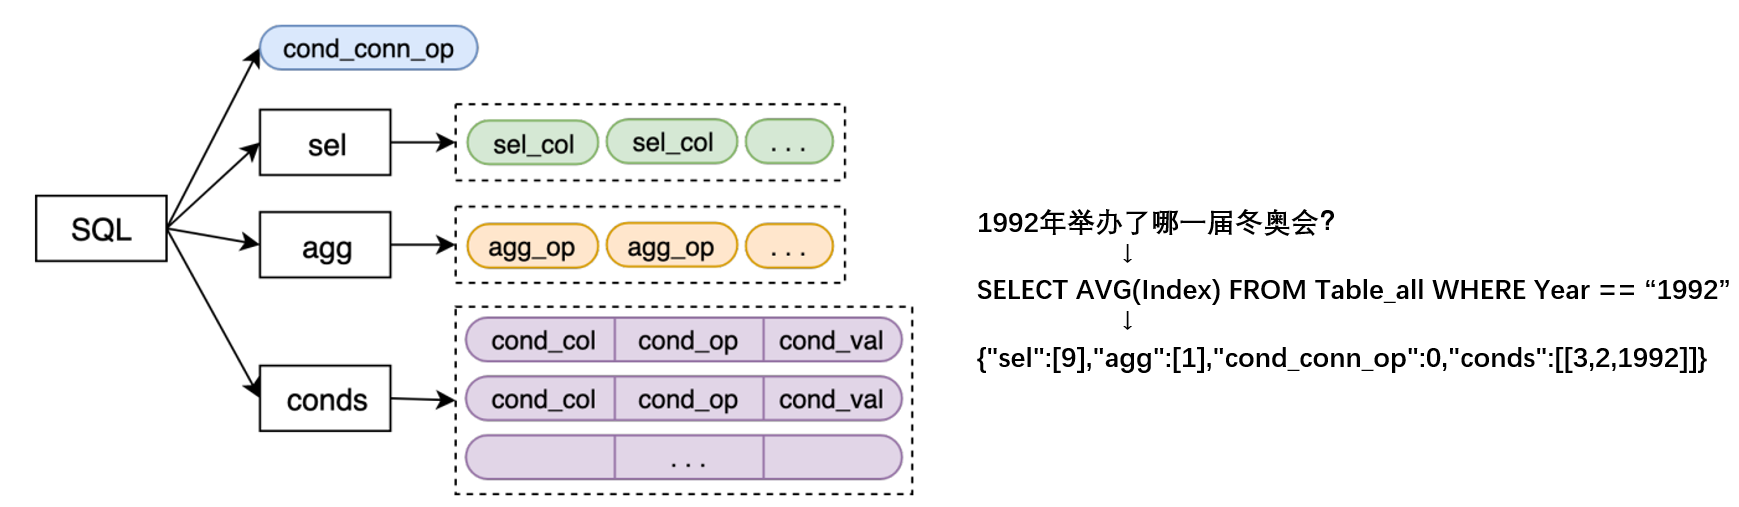 cond_conn_op
SQL
sel
sel_col sel_col ...
agg
agg_op agg_op ...
conds
cond_col cond_op cond_val
cond_col cond_op cond_val
...
1992年举办了哪一届冬奥会?
↓
SELECT AVG(Index) FROM Table_all WHERE Year == “1992”
↓
{"sel":[9],"agg":[1],"cond_conn_op":0,"conds":[[3,2,1992]]}